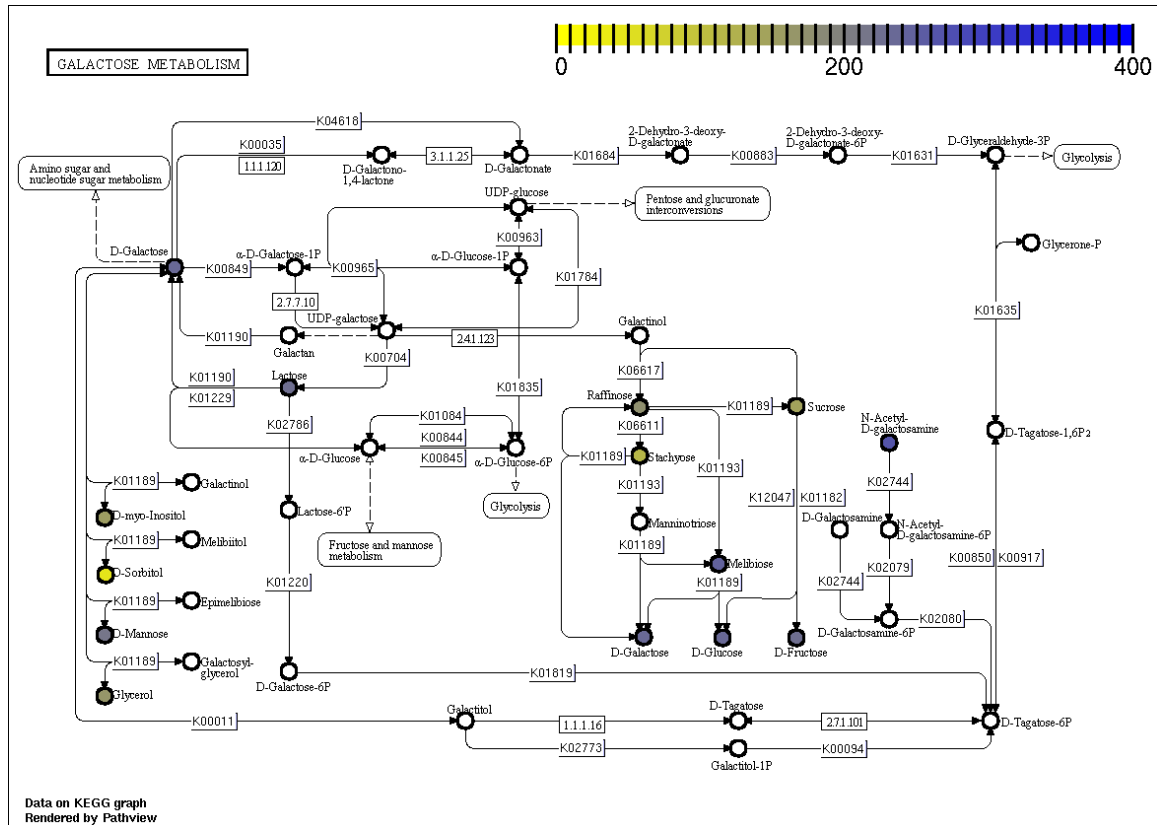 GALACTOSE METABOLISM
0
200
400
K04618
2-Dehydro-3-deoxy-
D-galactonate
2-Dehydro-3-deoxy-
D-galactonate-6P
D-Glyceraldehyde-3P
K00035
1.1.1.120
3.1.1.25
K01684
K00883
K01631
Glycolysis
D-Galactono-
1,4-lactone
D-Galactonate
Amino sugar and
nucleotide sugar metabolism
UDP-glucose
Pentose and glucuronate
interconversions
K00963
Glycerone-P
D-Galactose
α-D-Galactose-1P
α-D-Glucose-1P
K00849
K00965
K01784
2.7.7.10
UDP-galactose
K01635
Galactinol
K01190
Galactan
2.4.1.123
K00704
K01190
K01229
Lactose
K01835
K06617
Raffinose
K01189
Sucrose
K02786
K01084
K00844
K00845
α-D-Glucose
α-D-Glucose-6P
K06611
K01189
Stachyose
K01193
N-Acetyl-
D-galactosamine
D-Tagatose-1,6P2
K01193
K02744
K01189
Galactinol
D-myo-Inositol
Lactose-6'P
Glycolysis
Manninotriose
K12047
K01182
D-Galactosamine
N-Acetyl-
D-galactosamine-6P
K01189
Melibiitol
D-Sorbitol
Fructose and mannose
metabolism
K01189
Melibiose
K01189
K02744
K02079
K00850
K00917
K01220
K01189
Epimelibiose
D-Mannose
D-Galactose
D-Glucose
D-Fructose
D-Galactosamine-6P
K02080
K01189
Galactosyl-
glycerol
Glycerol
D-Galactose-6P
K01819
K00011
Galactitol
1.1.1.16
D-Tagatose
2.7.1.101
D-Tagatose-6P
K02773
Galactitol-1P
K00094
Data on KEGG graph
Rendered by Pathview